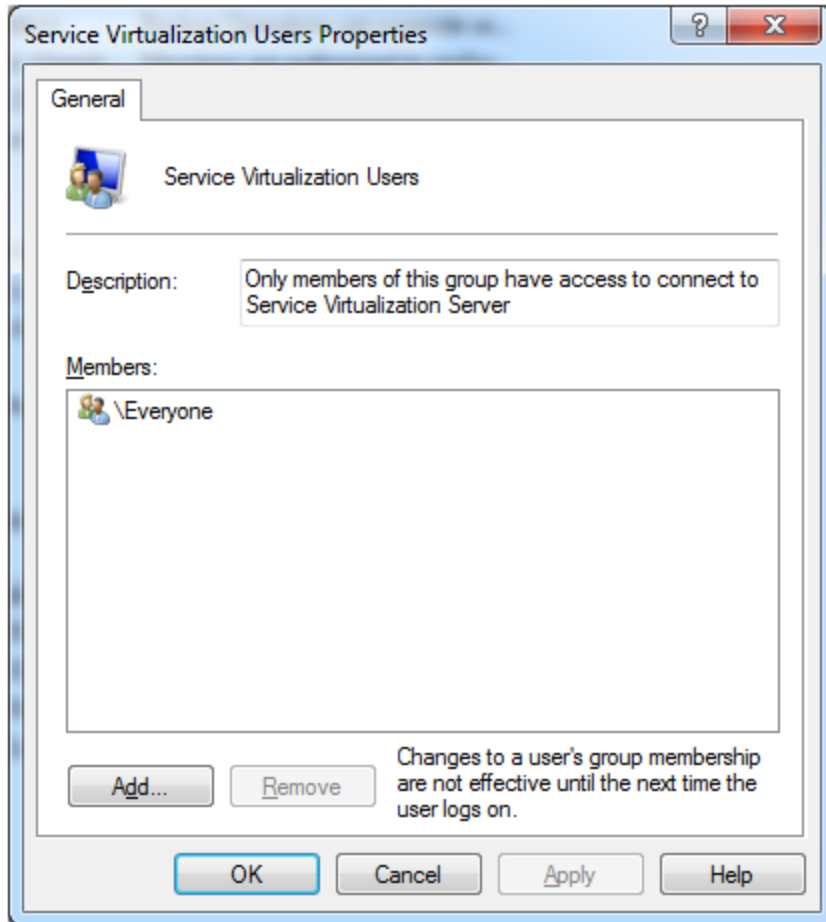 Service Virtualization Users Properties
?
X
General
Service Virtualization Users
Description:
Only members of this group have access to connect to
Service Virtualization Server
Members:
\Everyone
Add...
Remove
Changes to a user's group membership
are not effective until the next time the
user logs on.
OK
Cancel
Apply
Help